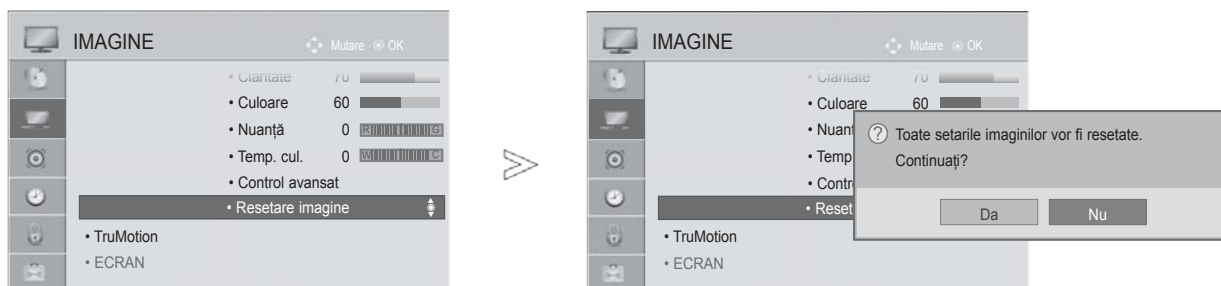 IMAGINE
Mutare OK
• Claritate 70
• Culoare 60
• Nuanță 0 R G
• Temp. cul. 0 W C
• Control avansat
• Resetare imagine
• TruMotion
• ECRAN
IMAGINE
Mutare OK
• Claritate 70
• Culoare 60
• Nuanț
• Temp
• Contr
• Reset
• TruMotion
• ECRAN
? Toate setarile imaginilor vor fi resetate.
Continuați?
Da Nu